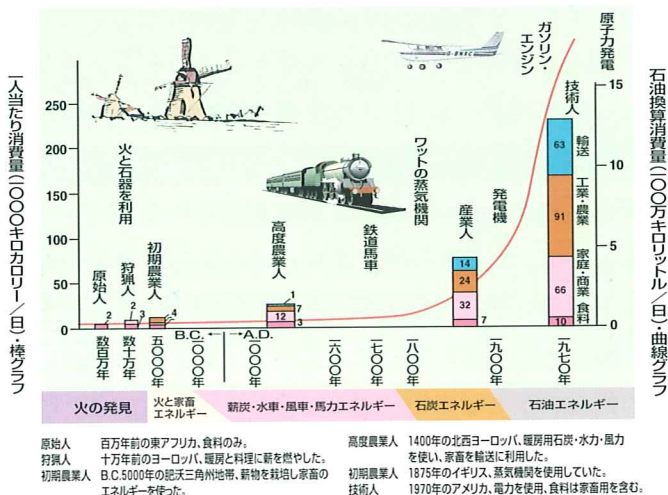 一人当たり消費量(一〇〇〇キロカロリー/日)・棒グラフ
250
200
150
100
50
0
火と石器を利用
原始人
2
狩猟人
2
3
初期農業人
4
高度農業人
1
7
12
3
鉄道馬車
ワットの蒸気機関
産業人
14
24
32
7
発電機
ガソリン・エンジン
原子力発電
技術人
63
91
66
10
輸送
工業・農業
家庭・商業
食料
15
10
5
0
石油換算消費量(一〇〇万キロリットル/日)・曲線グラフ
G-BNXC
B.C. ← → A.D.
数百万年
数十万年
五〇〇〇年
一〇〇〇年
一六〇〇年
一七〇〇年
一八〇〇年
一九〇〇年
一九七〇年
火の発見
火と家畜エネルギー
薪炭・水車・風車・馬力エネルギー
石炭エネルギー
石油エネルギー
原始人 百万年前の東アフリカ、食料のみ。
狩猟人 十万年前のヨーロッパ、暖房と料理に薪を燃やした。
初期農業人 B.C.5000年の肥沃三角州地帯、穀物を栽培し家畜の
エネルギーを使った。
高度農業人 1400年の北西ヨーロッパ、暖房用石炭・水力・風力
を使い、家畜を輸送に利用した。
初期農業人 1875年のイギリス、蒸気機関を使用していた。
技術人 1970年のアメリカ、電力を使用、食料は家畜用を含む。